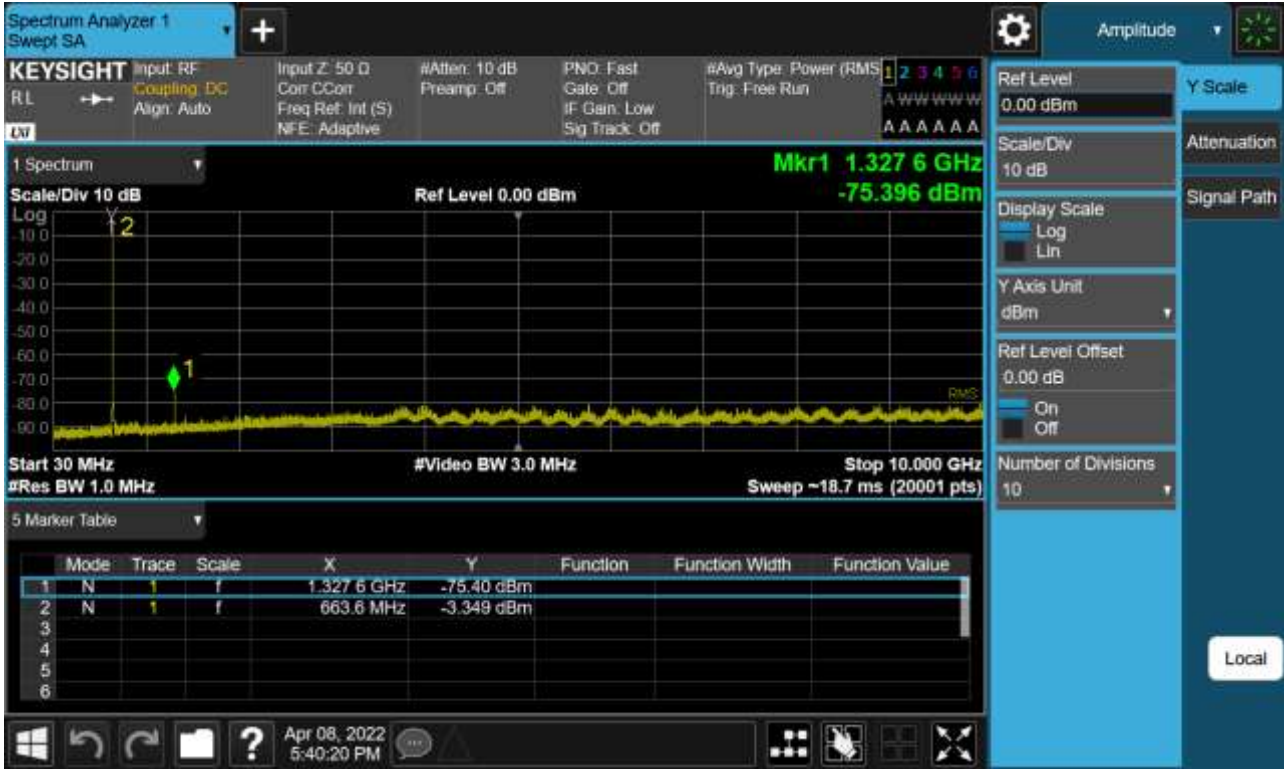 Spectrum Analyzer 1
Swept SA
Amplitude
KEYSIGHT
RL
LXI
Input: RF
Coupling: DC
Align: Auto
Input Z: 50 Ω
Corr CCorr
Freq Ref: Int (S)
NFE: Adaptive
#Atten: 10 dB
Preamp: Off
PNO: Fast
Gate: Off
IF Gain: Low
Sig Track: Off
#Avg Type: Power (RMS
Trig: Free Run
1 2 3 4 5 6
A W W W W W
A A A A A A
1 Spectrum
Scale/Div 10 dB
Ref Level 0.00 dBm
Mkr1 1.327 6 GHz
-75.396 dBm
Log
-10.0
-20.0
-30.0
-40.0
-50.0
-60.0
-70.0
-80.0
-90.0
2
1
RMS
Start 30 MHz
#Video BW 3.0 MHz
Stop 10.000 GHz
#Res BW 1.0 MHz
Sweep ~18.7 ms (20001 pts)
5 Marker Table
Mode Trace Scale X Y Function Function Width Function Value
1 N 1 f 1.327 6 GHz -75.40 dBm
2 N 1 f 663.6 MHz -3.349 dBm
3
4
5
6
Ref Level
0.00 dBm
Scale/Div
10 dB
Display Scale
Log
Lin
Y Axis Unit
dBm
Ref Level Offset
0.00 dB
On
Off
Number of Divisions
10
Y Scale
Attenuation
Signal Path
Local
?
Apr 08, 2022
5:40:20 PM